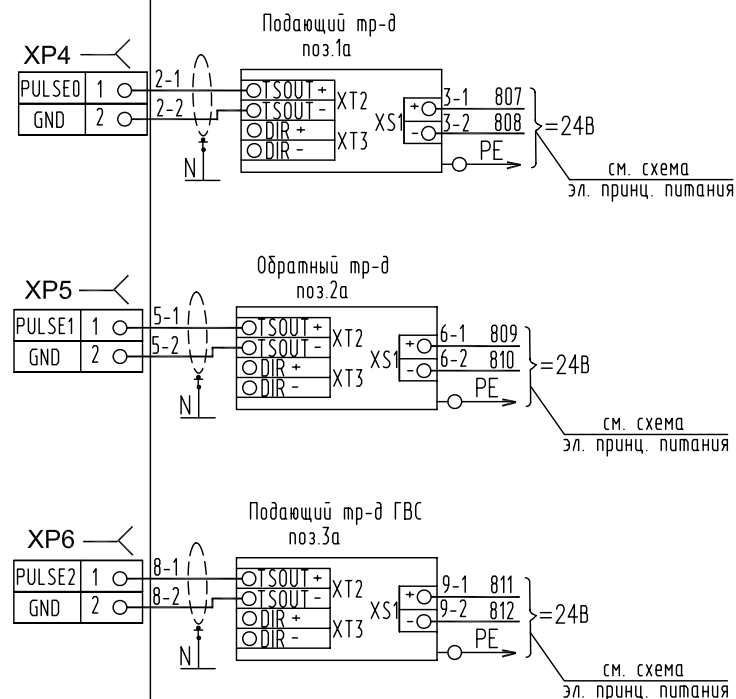 Подающий тр-д
поз.1а
XP4
PULSE0 1 2-1 TSOUT + XT2
GND 2 2-2 TSOUT -
DIR + XT3
DIR -
XS1 + 3-1 807
- 3-2 808
=24В
PE
N
см. схема
эл. принц. питания
Обратный тр-д
поз.2а
XP5
PULSE1 1 5-1 TSOUT + XT2
GND 2 5-2 TSOUT -
DIR + XT3
DIR -
XS1 + 6-1 809
- 6-2 810
=24В
PE
N
см. схема
эл. принц. питания
Подающий тр-д ГВС
поз.3а
XP6
PULSE2 1 8-1 TSOUT + XT2
GND 2 8-2 TSOUT -
DIR + XT3
DIR -
XS1 + 9-1 811
- 9-2 812
=24В
PE
N
см. схема
эл. принц. питания